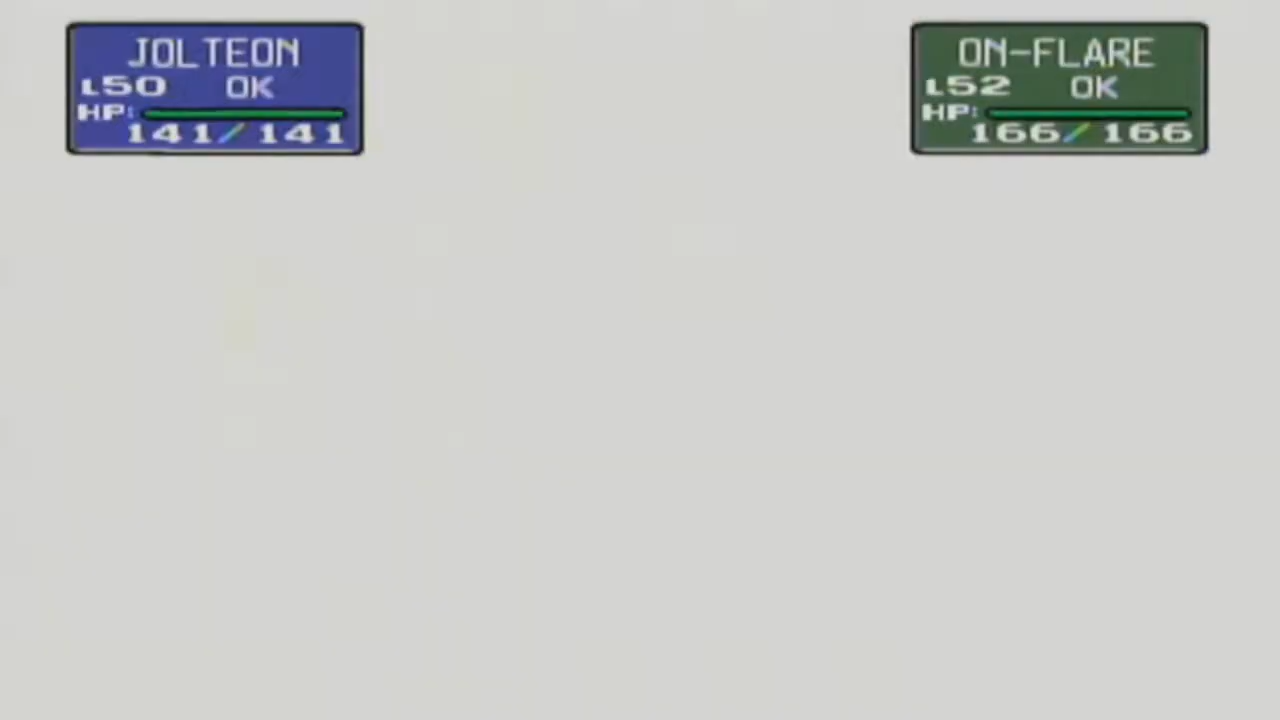 JOLTEON
L50 OK
HP:
141/141
ON-FLARE
L52 OK
HP:
166/166